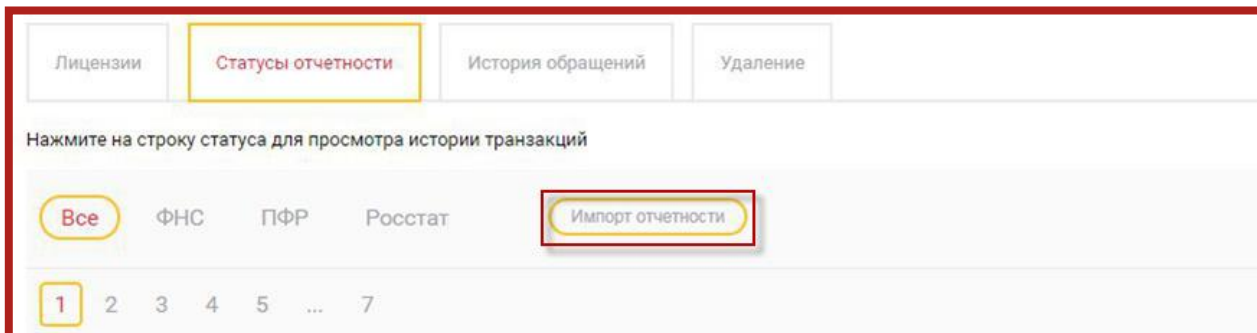 Лицензии Статусы отчетности История обращений Удаление
Нажмите на строку статуса для просмотра истории транзакций
Все ФНС ПФР Росстат Импорт отчетности
1 2 3 4 5 ... 7